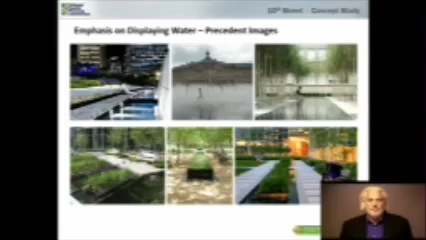 10th Street - Concept Study
Emphasis on Displaying Water – Precedent Images